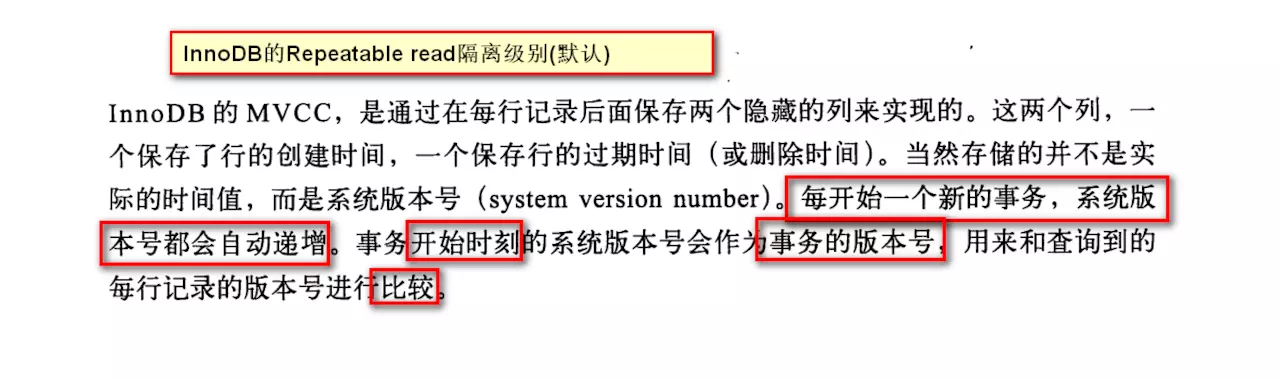 InnoDB的Repeatable read隔离级别(默认)
InnoDB 的 MVCC，是通过在每行记录后面保存两个隐藏的列来实现的。这两个列，一
个保存了行的创建时间，一个保存行的过期时间（或删除时间）。当然存储的并不是实
际的时间值，而是系统版本号（system version number）。每开始一个新的事务，系统版
本号都会自动递增。事务开始时刻的系统版本号会作为事务的版本号，用来和查询到的
每行记录的版本号进行比较。